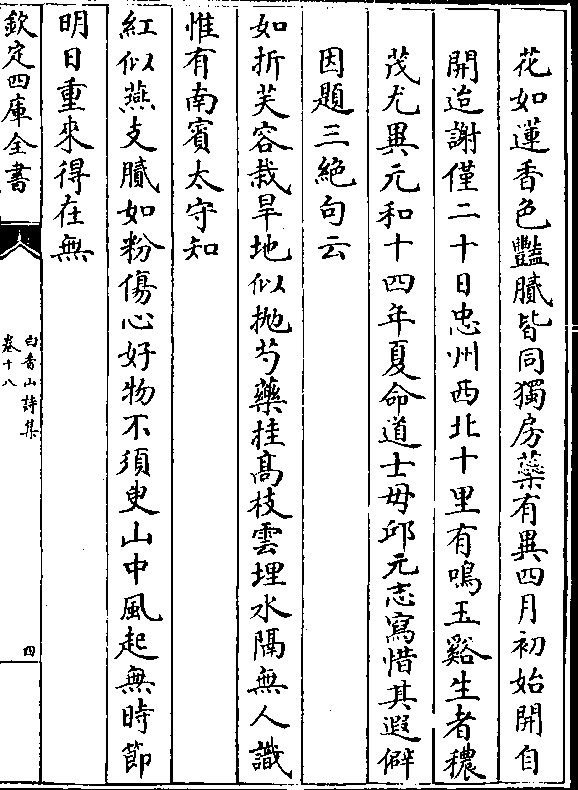 花如蓮香色豔膩皆同獨房蘂有異四月初始開自
開迨謝僅二十日忠州西北十里有鳴玉谿生者穠
茂尤異元和十四年夏命道士毋邱元志寫惜其遐僻
因題三絶句云
如折芙容栽旱地似抛芍藥挂髙枝雲埋水隔無人識
惟有南賔太守知
紅似燕支膩如粉傷心好物不須㬰山中風起無時節
明日重來得在無
欽定四庫全書
白香山詩集
卷十八
四